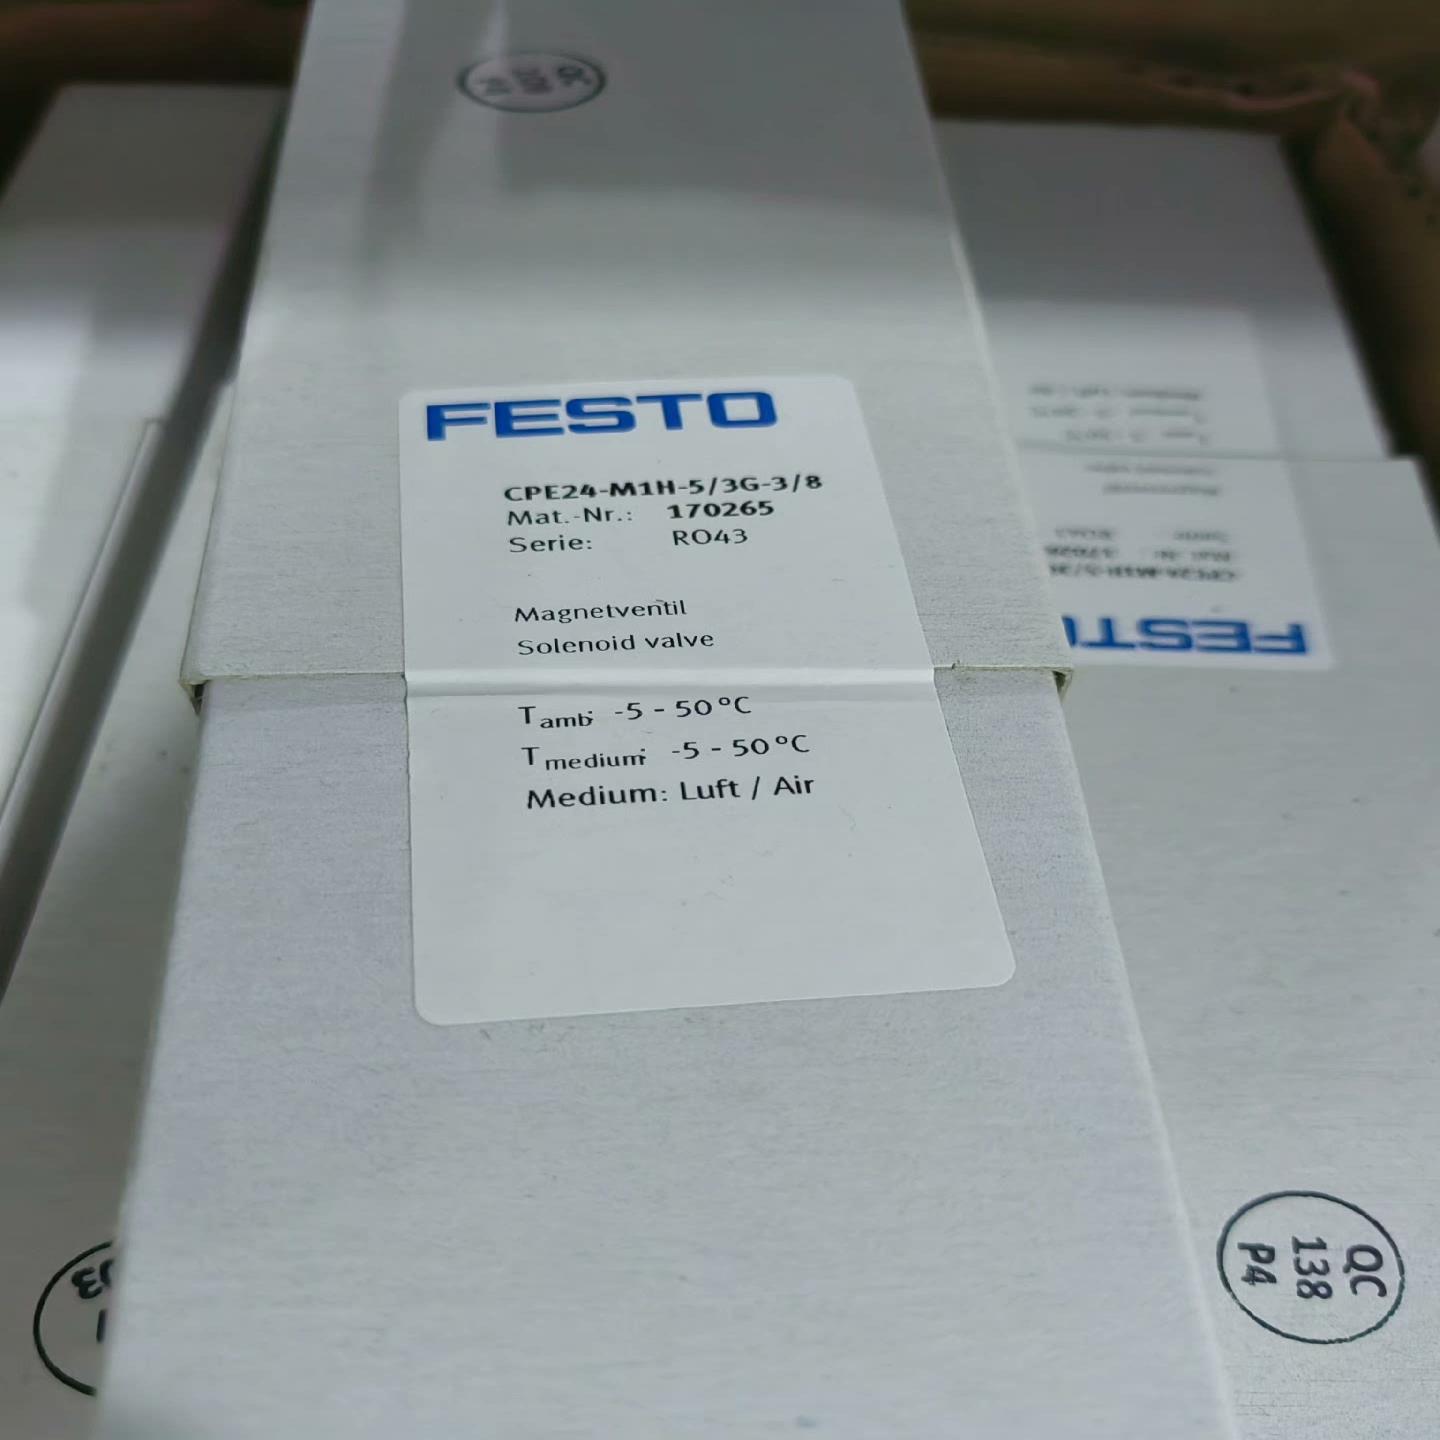 FESTO
CPE24-M1H-5/3G-3/8
Mat.-Nr.: 170265
Serie: RO43
Magnetventil
Solenoid valve
Tamb: -5 - 50°C
Tmedium: -5 - 50°C
Medium: Luft / Air
FESTO
QC
138
P4
QC